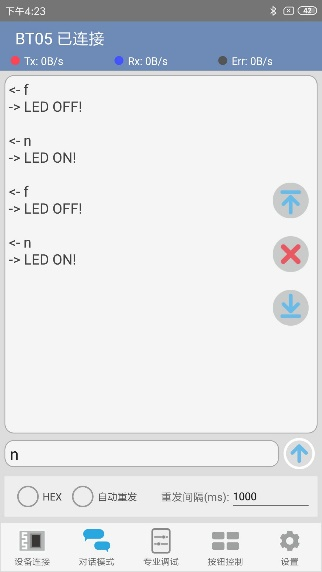 下午4:23
42
BT05 已连接
Tx: 0B/s Rx: 0B/s Err: 0B/s
<- f
-> LED OFF!
<- n
-> LED ON!
<- f
-> LED OFF!
<- n
-> LED ON!
n
HEX 自动重发 重发间隔(ms): 1000
设备连接 对话模式 专业调试 按钮控制 设置